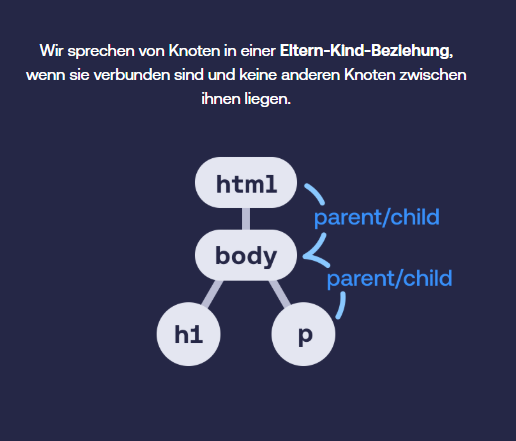 Wir sprechen von Knoten in einer Eltern-Kind-Beziehung,
wenn sie verbunden sind und keine anderen Knoten zwischen
ihnen liegen.
html
parent/child
body
parent/child
h1
p